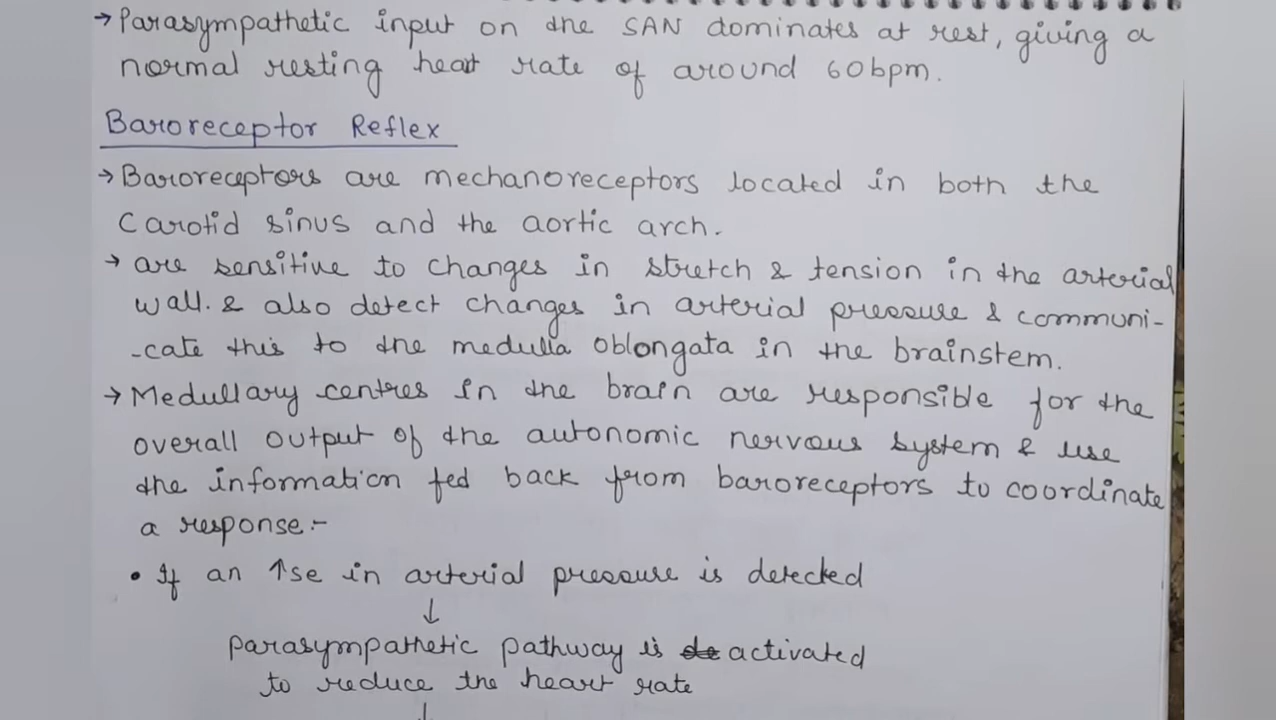 → Parasympathetic input on the SAN dominates at rest, giving a
normal resting heart rate of around 60bpm.
Baroreceptor Reflex
→ Baroreceptors are mechanoreceptors located in both the
Carotid sinus and the aortic arch.
→ are sensitive to changes in stretch & tension in the arterial
wall. & also detect changes in arterial pressure & communi-
-cate this to the medulla oblongata in the brainstem.
→ Medullary centres in the brain are responsible for the
overall output of the autonomic nervous system & use
the information fed back from baroreceptors to coordinate
a response:-
• If an ↑se in arterial pressure is detected
↓
parasympathetic pathway is de activated
to reduce the heart rate
↓